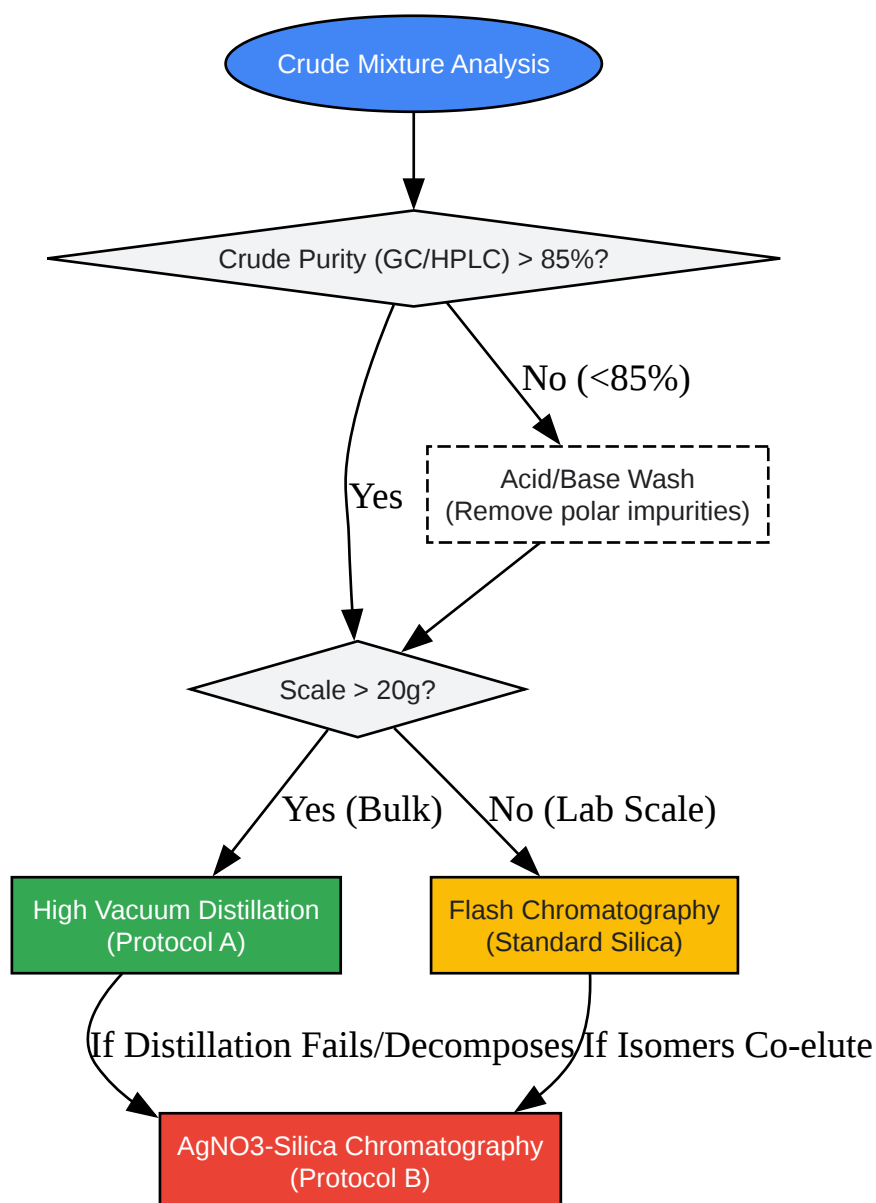 Crude Mixture Analysis
Crude Purity (GC/HPLC) > 85%?
No (<85%)
Yes
Acid/Base Wash
(Remove polar impurities)
Scale > 20g?
Yes (Bulk)
No (Lab Scale)
High Vacuum Distillation
(Protocol A)
Flash Chromatography
(Standard Silica)
If Distillation Fails/Decomposes
If Isomers Co-elute
AgNO3-Silica Chromatography
(Protocol B)